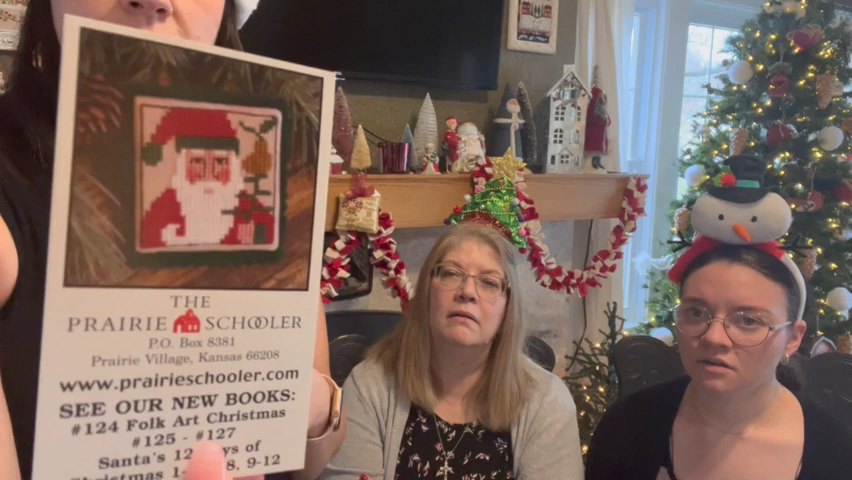 THE
PRAIRIE SCHOOLER
P.O. Box 8381
Prairie Village, Kansas 66208
www.prairieschooler.com
SEE OUR NEW BOOKS:
#124 Folk Art Christmas
#125 - #127
Santa's 12 of
Christmas 8, 9-12